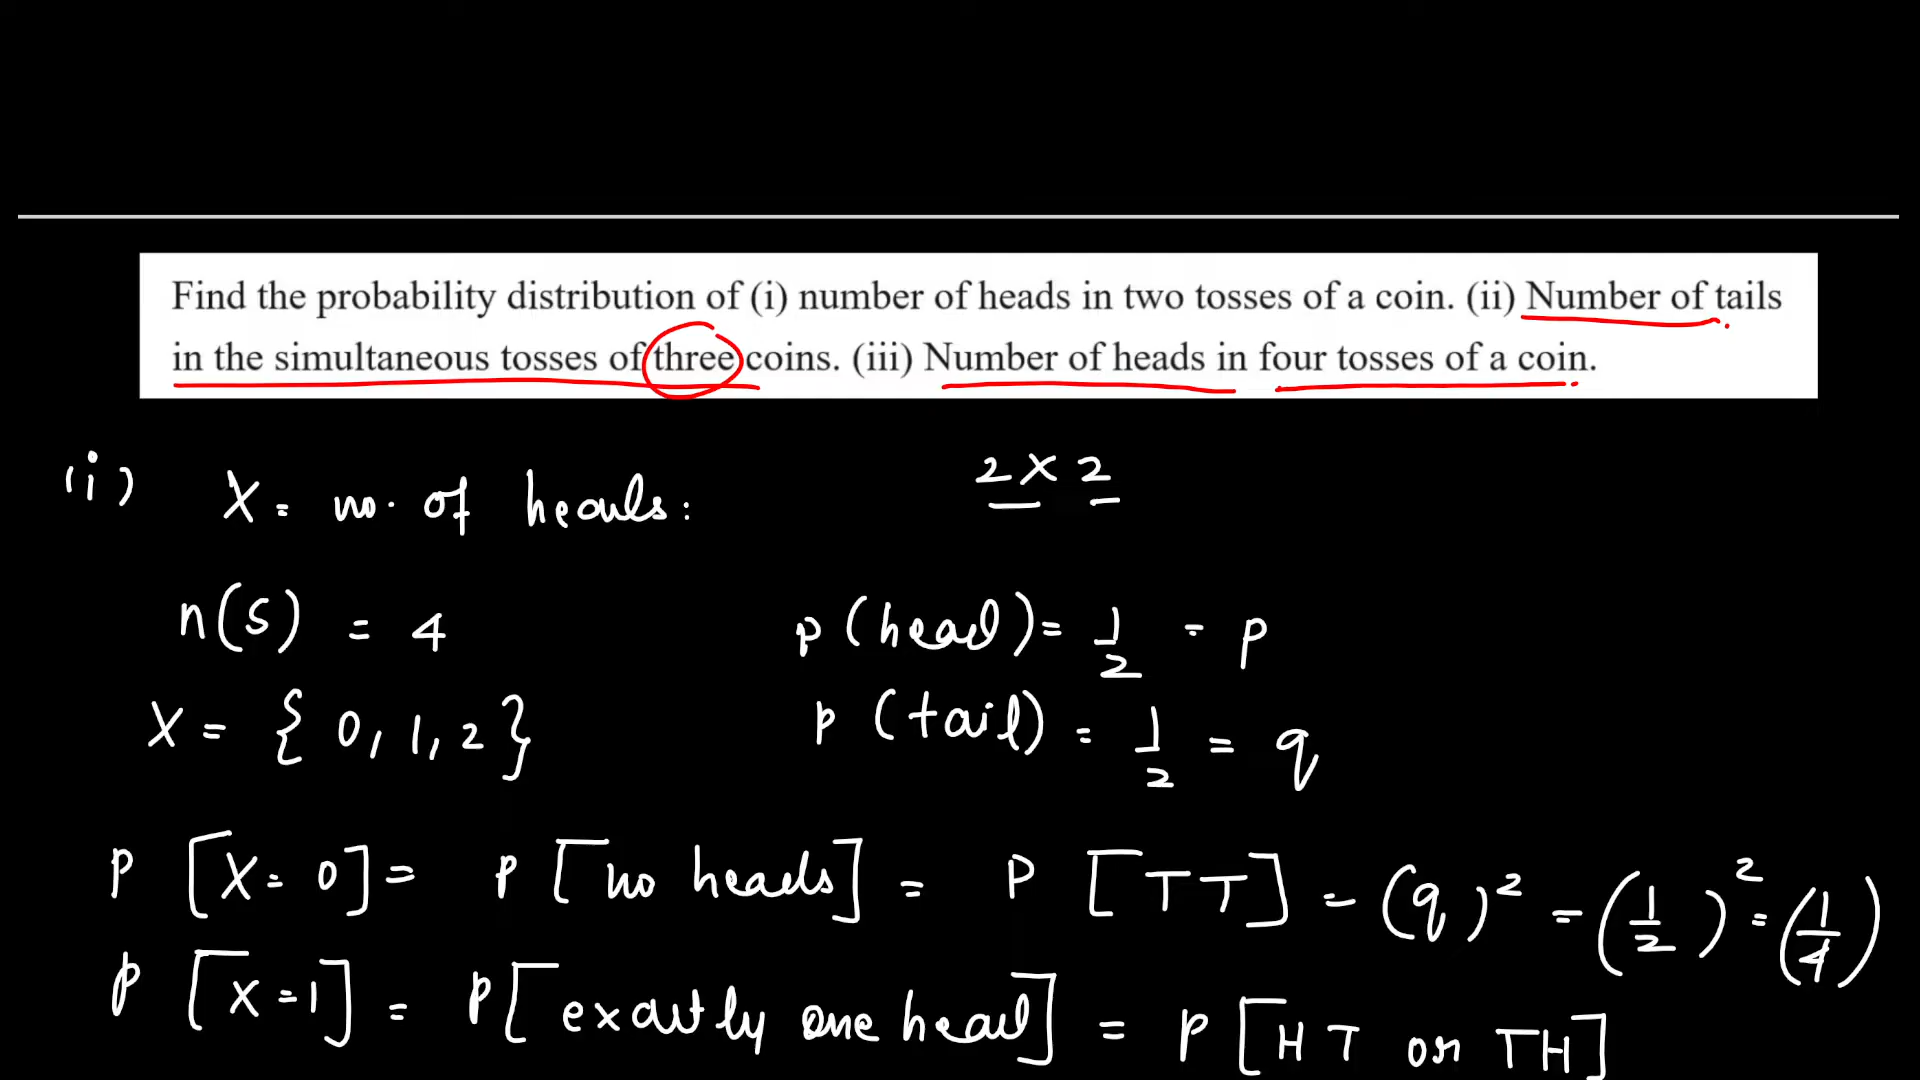 Find the probability distribution of (i) number of heads in two tosses of a coin. (ii) Number of tails
in the simultaneous tosses of three coins. (iii) Number of heads in four tosses of a coin.
(i) X = no. of heads: 2 X 2
n(S) = 4 p (head) = 1/2 = p
X = { 0, 1, 2 } p (tail) = 1/2 = q
P [X = 0] = P [no heads] = P [T T] = (q)² = (1/2)² = (1/4)
P [X = 1] = P [exactly one head] = P [H T or TH]